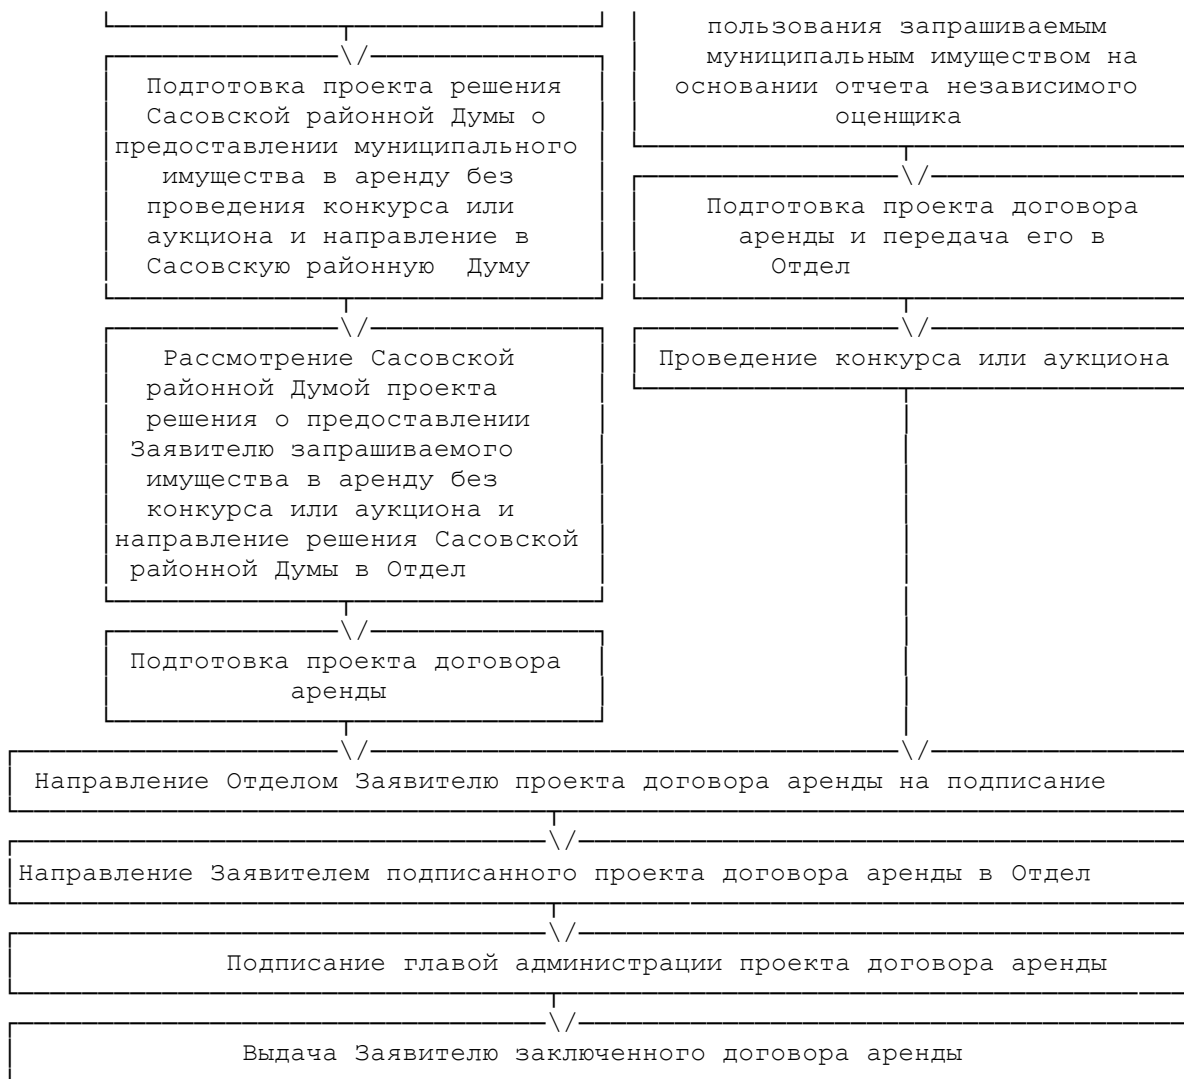 пользования запрашиваемым
муниципальным имуществом на
основании отчета независимого
оценщика
Подготовка проекта решения
Сасовской районной Думы о
предоставлении муниципального
имущества в аренду без
проведения конкурса или
аукциона и направление в
Сасовскую районную Думу
Подготовка проекта договора
аренды и передача его в
Отдел
Рассмотрение Сасовской
районной Думой проекта
решения о предоставлении
Заявителю запрашиваемого
имущества в аренду без
конкурса или аукциона и
направление решения Сасовской
районной Думы в Отдел
Проведение конкурса или аукциона
Подготовка проекта договора
аренды
Направление Отделом Заявителю проекта договора аренды на подписание
Направление Заявителем подписанного проекта договора аренды в Отдел
Подписание главой администрации проекта договора аренды
Выдача Заявителю заключенного договора аренды